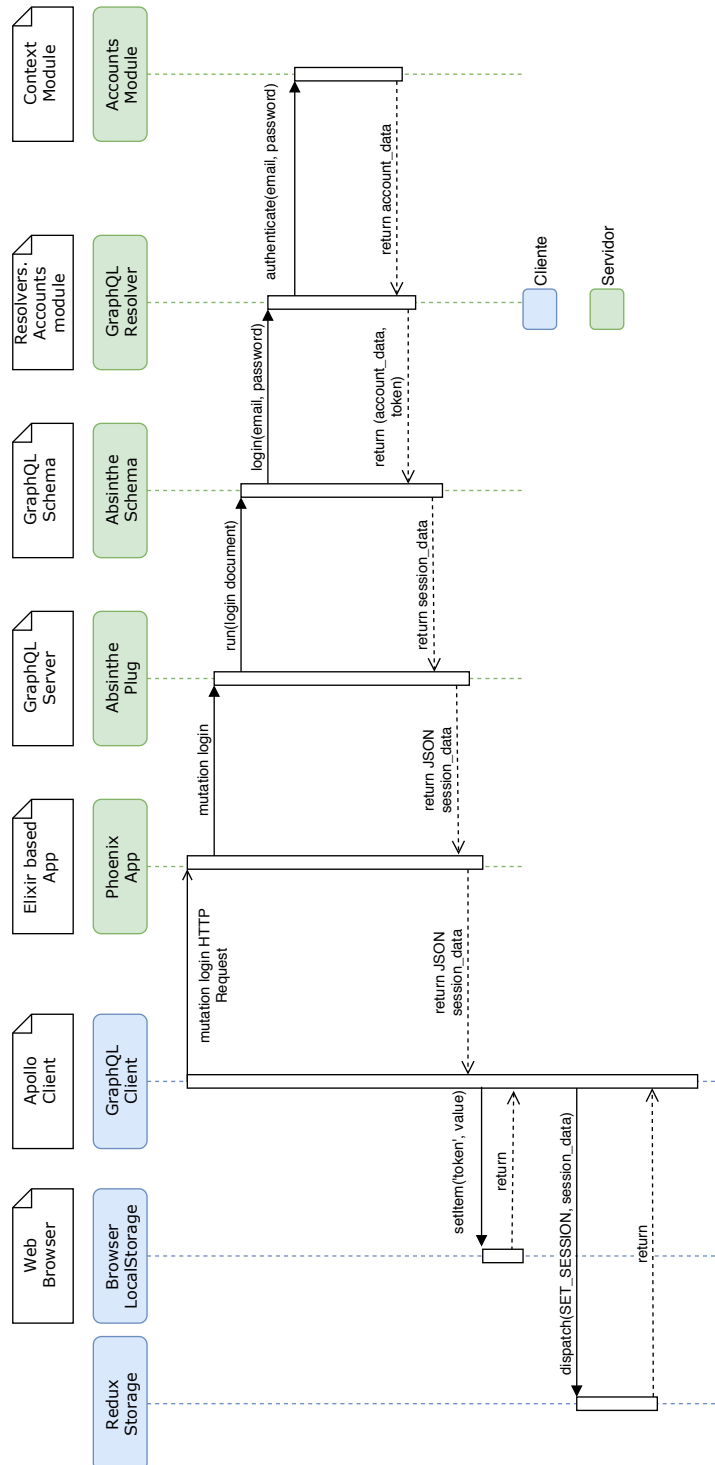 Web
Browser
Apollo
Client
Elixir based
App
GraphQL
Server
GraphQL
Schema
Resolvers.
Accounts
module
Context
Module
Redux
Storage
Browser
LocalStorage
GraphQL
Client
Phoenix
App
Absinthe
Plug
Absinthe
Schema
GraphQL
Resolver
Accounts
Module
mutation login HTTP
Request
mutation login
run(login document)
login(email, password)
authenticate(email, password)
return account_data
return (account_data,
token)
return session_data
return JSON
session_data
return JSON
session_data
setItem('token', value)
return
dispatch(SET_SESSION, session_data)
return
Cliente
Servidor